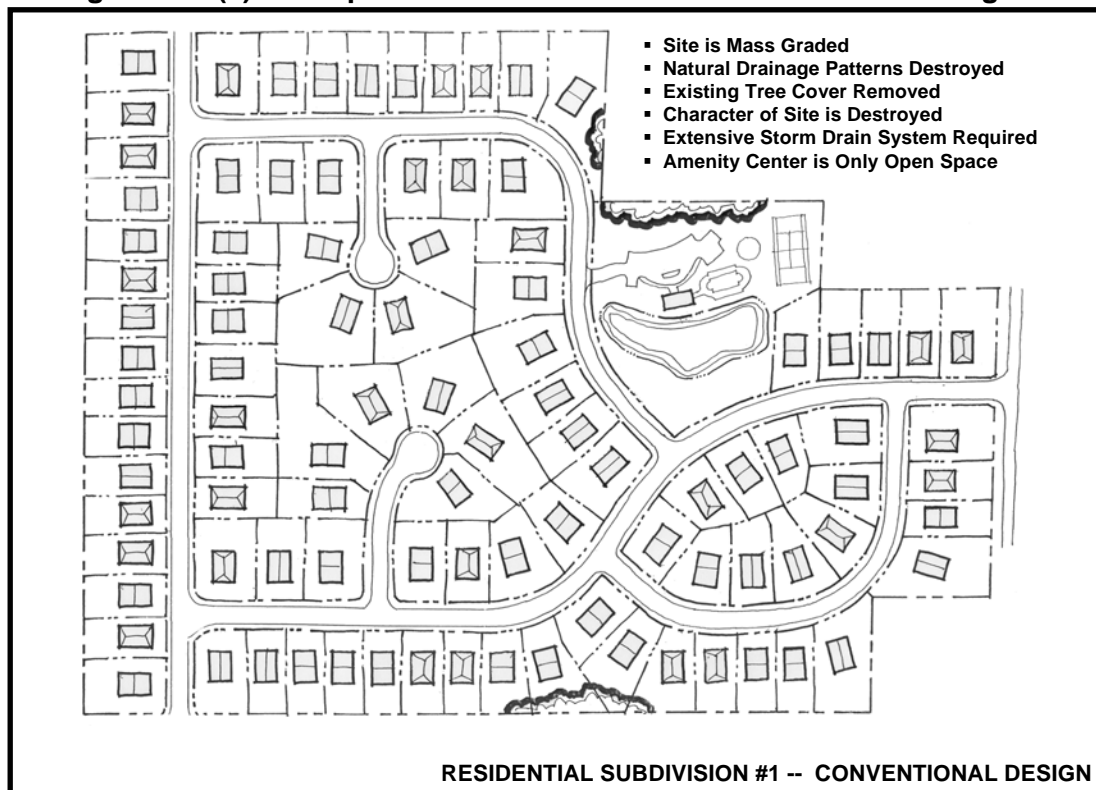 ▪ Site is Mass Graded
▪ Natural Drainage Patterns Destroyed
▪ Existing Tree Cover Removed
▪ Character of Site is Destroyed
▪ Extensive Storm Drain System Required
▪ Amenity Center is Only Open Space
RESIDENTIAL SUBDIVISION #1 -- CONVENTIONAL DESIGN